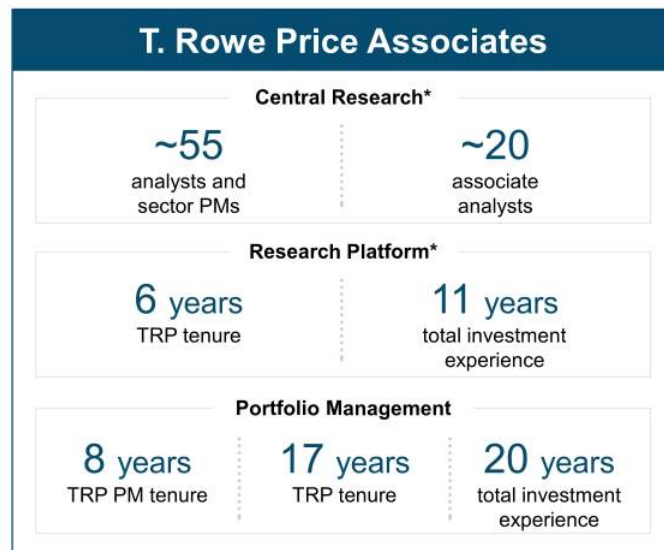 T. Rowe Price Associates
Central Research*
~55
analysts and
sector PMs
~20
associate
analysts
Research Platform*
6 years
TRP tenure
11 years
total investment
experience
Portfolio Management
8 years
TRP PM tenure
17 years
TRP tenure
20 years
total investment
experience